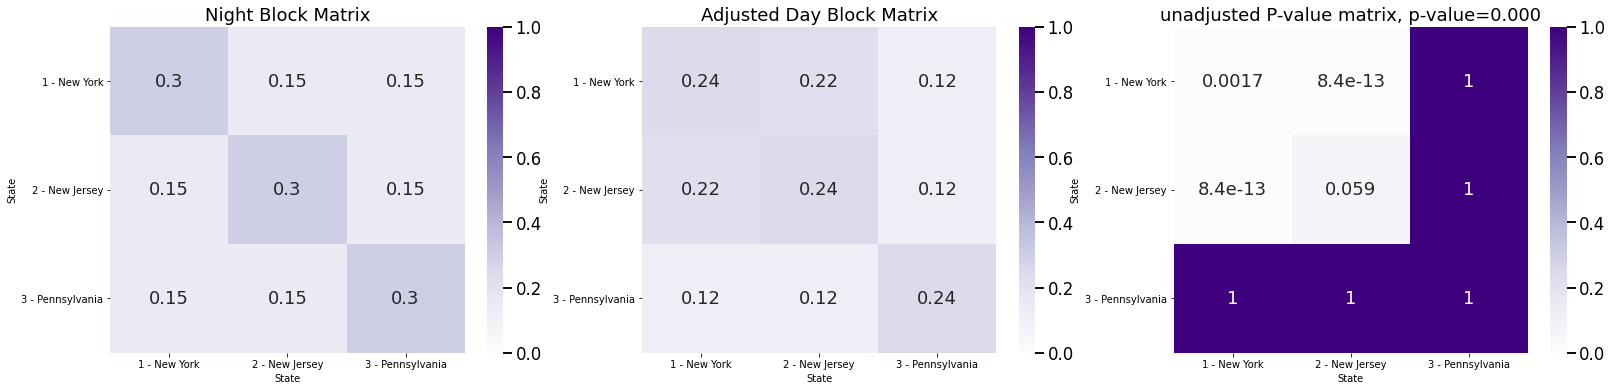 Night Block Matrix
1 - New York
0.3
0.15
0.15
2 - New Jersey
0.15
0.3
0.15
3 - Pennsylvania
0.15
0.15
0.3
State
1 - New York
2 - New Jersey
3 - Pennsylvania
State
1.0
0.8
0.6
0.4
0.2
0.0
Adjusted Day Block Matrix
1 - New York
0.24
0.22
0.12
2 - New Jersey
0.22
0.24
0.12
3 - Pennsylvania
0.12
0.12
0.24
State
1 - New York
2 - New Jersey
3 - Pennsylvania
State
1.0
0.8
0.6
0.4
0.2
0.0
unadjusted P-value matrix, p-value=0.000
1 - New York
0.0017
8.4e-13
1
2 - New Jersey
8.4e-13
0.059
1
3 - Pennsylvania
1
1
1
State
1 - New York
2 - New Jersey
3 - Pennsylvania
State
1.0
0.8
0.6
0.4
0.2
0.0